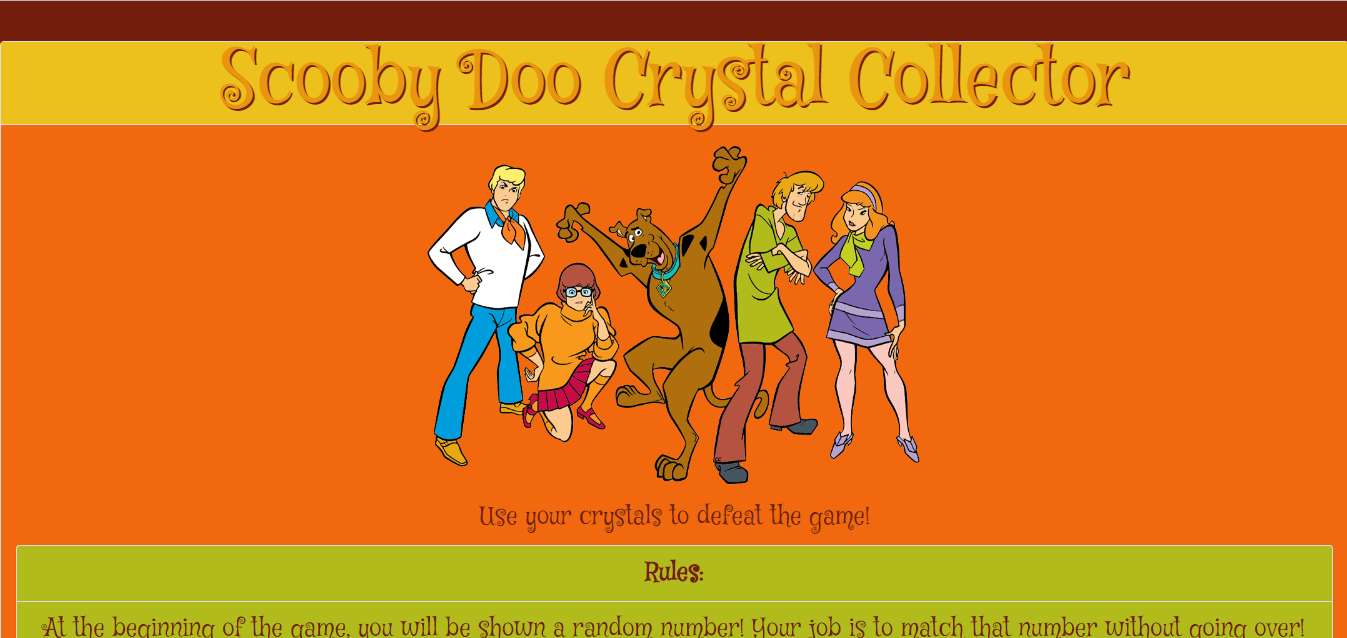 Scooby Doo Crystal Collector
Use your crystals to defeat the game!
Rules:
At the beginning of the game, you will be shown a random number! Your job is to match that number without going over!